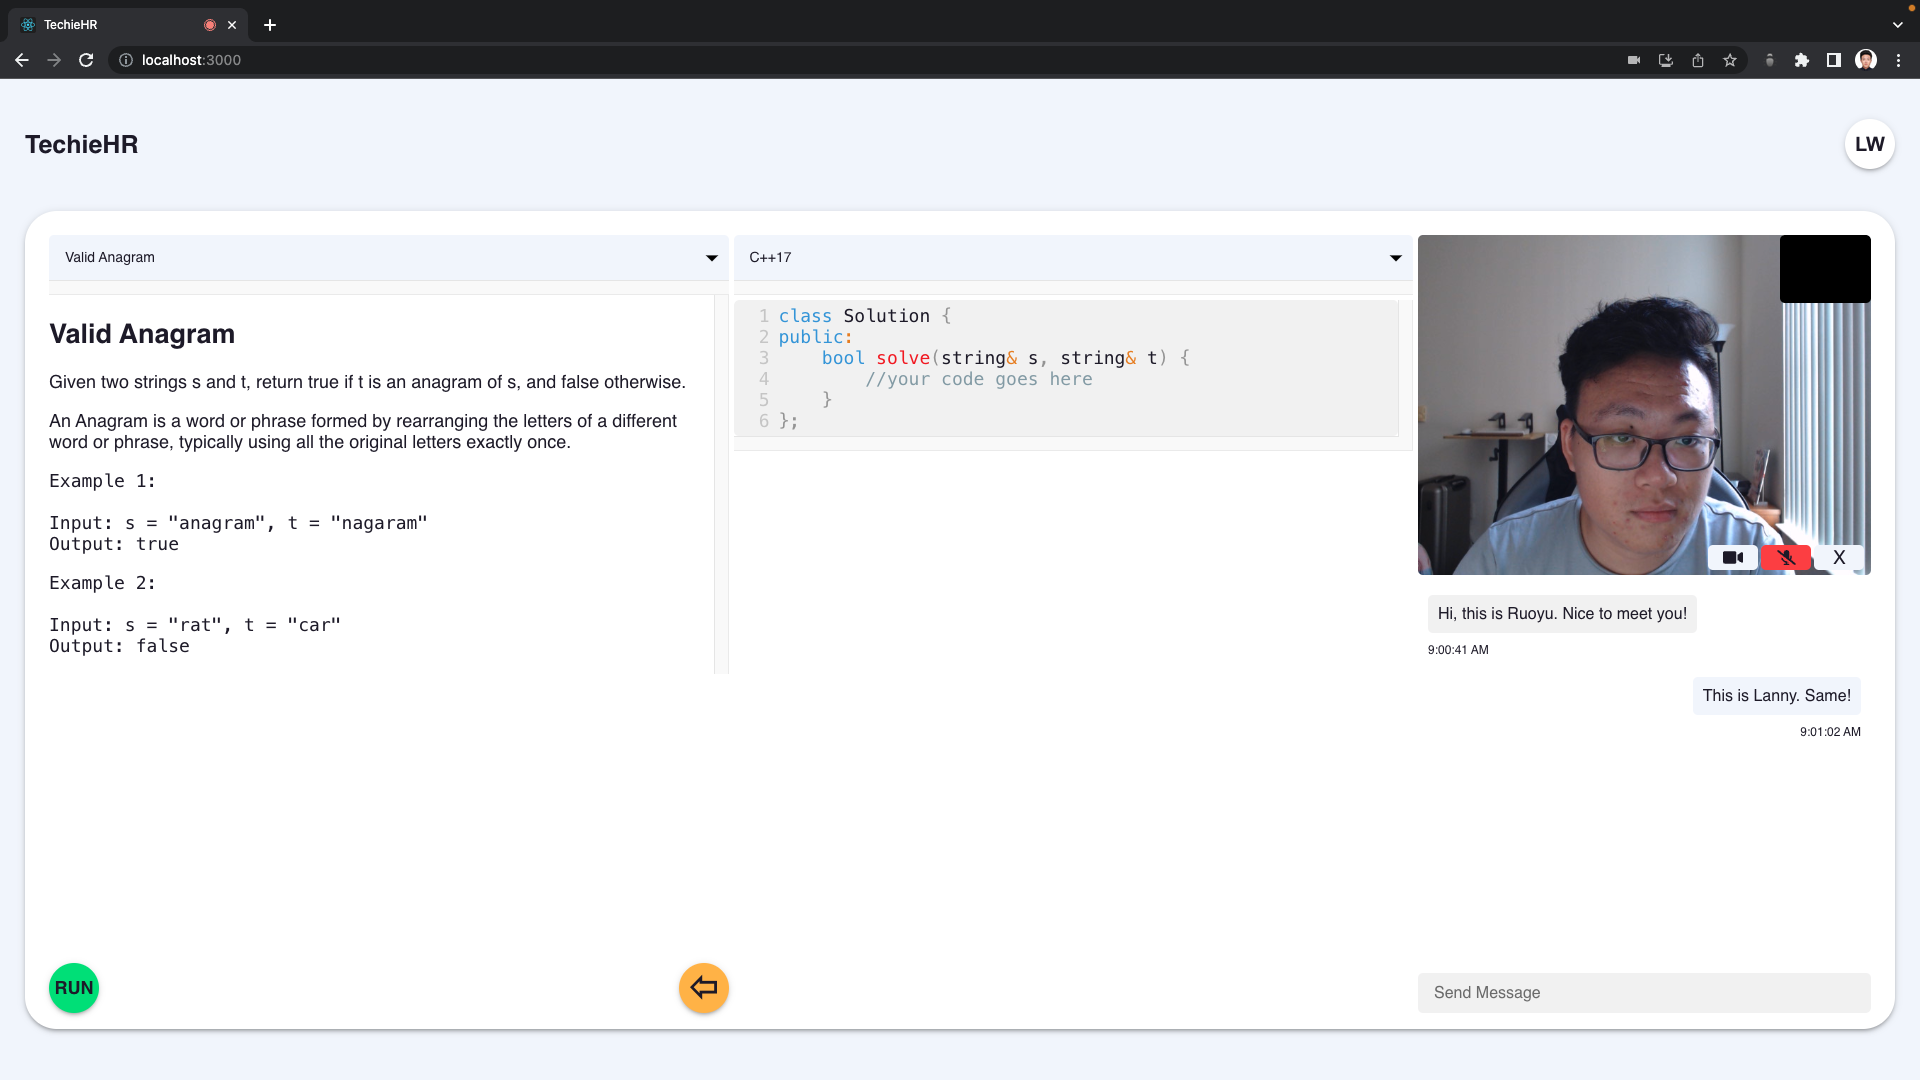 TechieHR
localhost:3000
TechieHR
LW
Valid Anagram
Valid Anagram
Given two strings s and t, return true if t is an anagram of s, and false otherwise.
An Anagram is a word or phrase formed by rearranging the letters of a different
word or phrase, typically using all the original letters exactly once.
Example 1:
Input: s = "anagram", t = "nagaram"
Output: true
Example 2:
Input: s = "rat", t = "car"
Output: false
RUN
C++17
1 class Solution {
2 public:
3     bool solve(string& s, string& t) {
4         //your code goes here
5     }
6 };
X
Hi, this is Ruoyu. Nice to meet you!
9:00:41 AM
This is Lanny. Same!
9:01:02 AM
Send Message